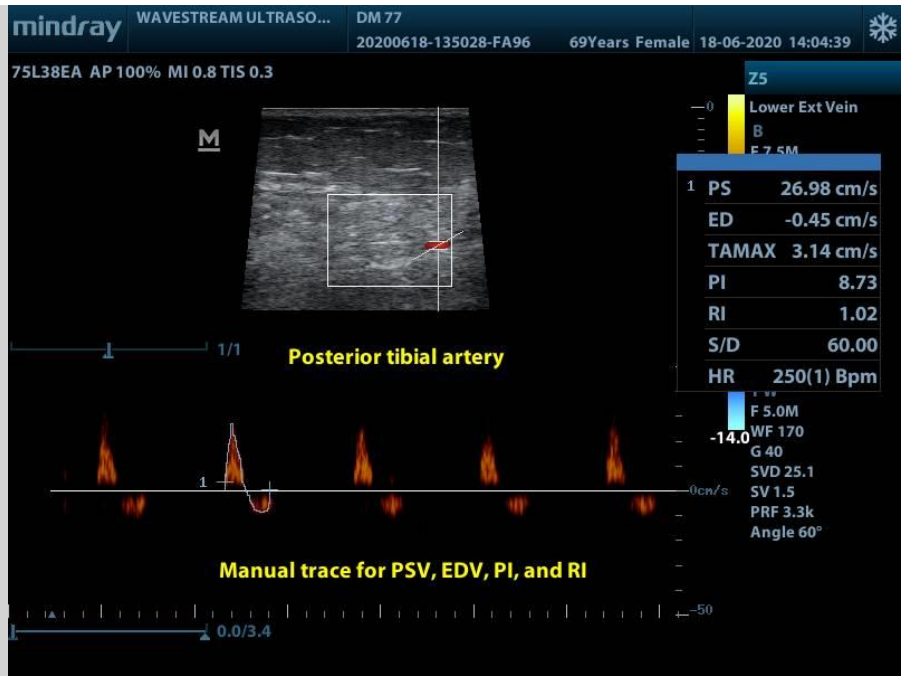 mindray
WAVESTREAM ULTRASO...
DM 77
20200618-135028-FA96 69Years Female 18-06-2020 14:04:39
75L38EA AP 100% MI 0.8 TIS 0.3
Z5
M
0
Lower Ext Vein
B
F 7.5M
1 PS 26.98 cm/s
ED -0.45 cm/s
TAMAX 3.14 cm/s
PI 8.73
RI 1.02
S/D 60.00
HR 250(1) Bpm
1/1
Posterior tibial artery
F 5.0M
-14.0
WF 170
G 40
SVD 25.1
SV 1.5
PRF 3.3k
Angle 60°
1
0cm/s
Manual trace for PSV, EDV, PI, and RI
-50
0.0/3.4